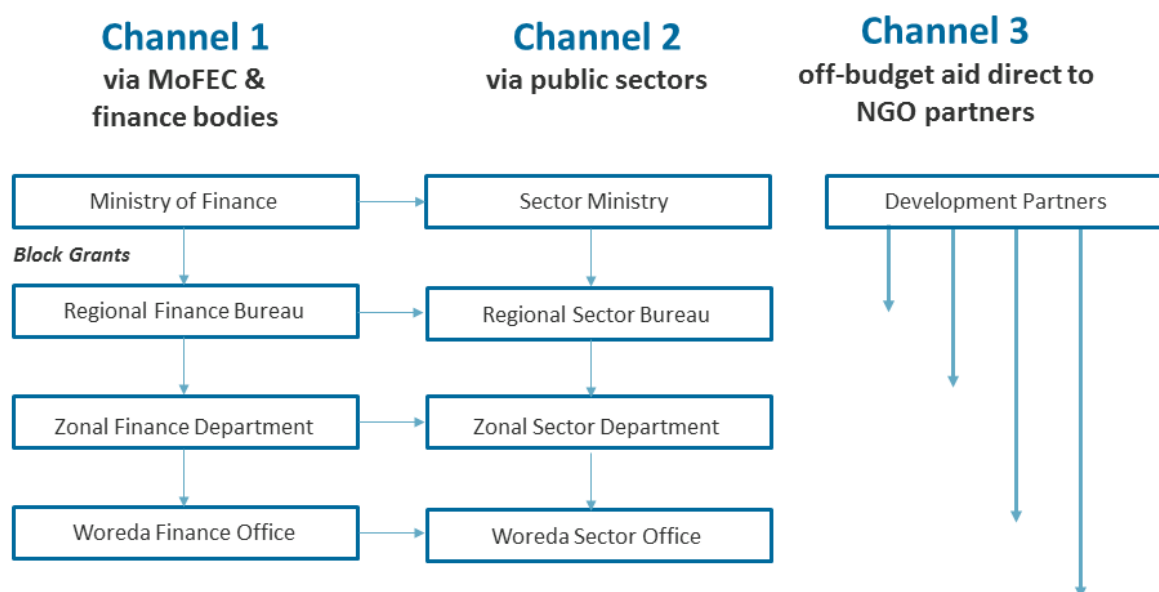 Channel 1
via MoFEC &
finance bodies
Channel 2
via public sectors
Channel 3
off-budget aid direct to
NGO partners
Ministry of Finance
Sector Ministry
Development Partners
Block Grants
Regional Finance Bureau
Regional Sector Bureau
Zonal Finance Department
Zonal Sector Department
Woreda Finance Office
Woreda Sector Office